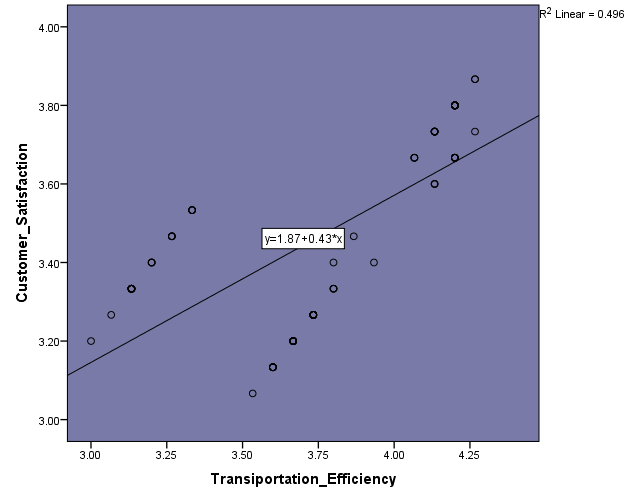 R2 Linear = 0.496
4.00
3.80
3.60
3.40
3.20
3.00
Customer_Satisfaction
y=1.87+0.43*x
3.00 3.25 3.50 3.75 4.00 4.25
Transiportation_Efficiency